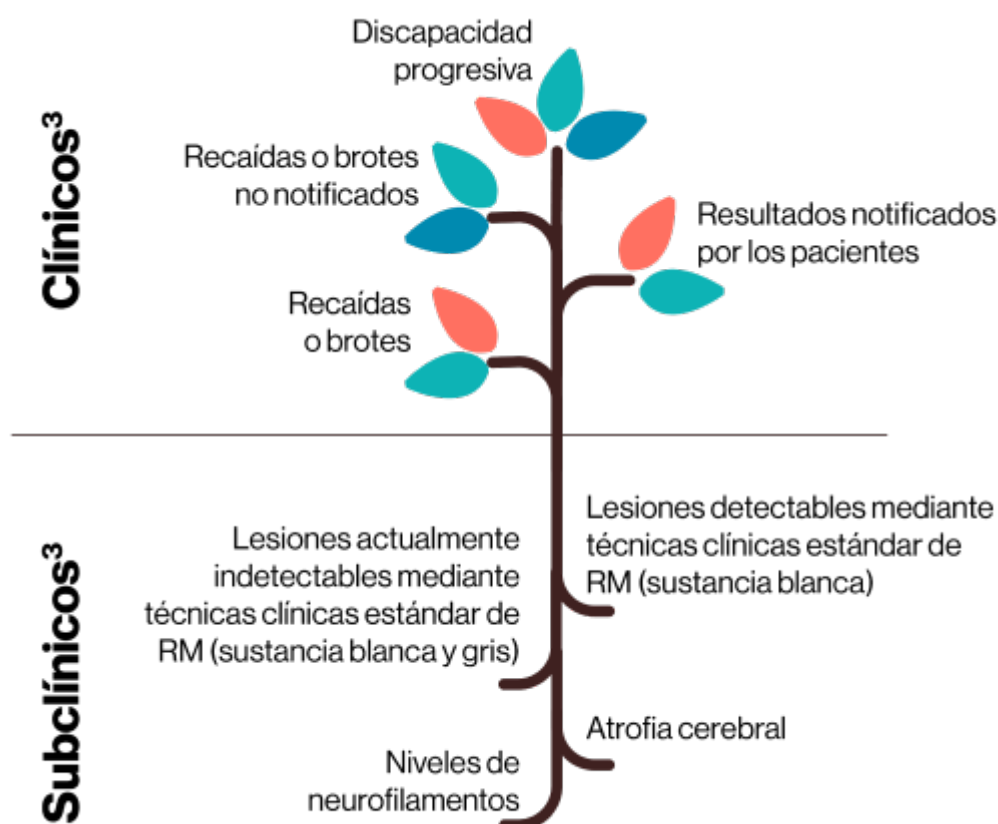 Clínicos³
Discapacidad
progresiva
Recaídas o brotes
no notificados
Resultados notificados
por los pacientes
Recaídas
o brotes
Subclínicos³
Lesiones detectables mediante
técnicas clínicas estándar de
RM (sustancia blanca)
Lesiones actualmente
indetectables mediante
técnicas clínicas estándar de
RM (sustancia blanca y gris)
Atrofia cerebral
Niveles de
neurofilamentos